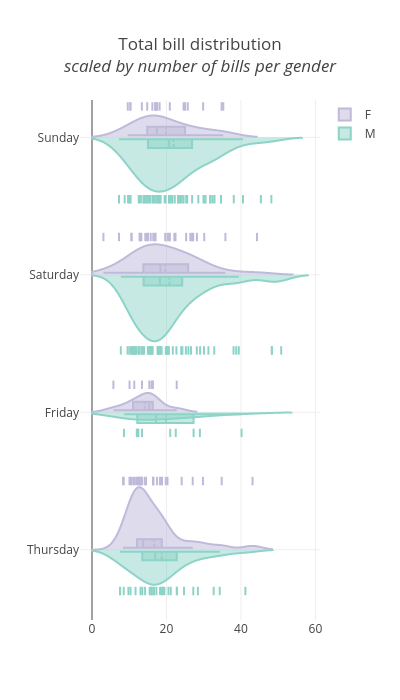 Total bill distribution
scaled by number of bills per gender
F
M
Sunday
Saturday
Friday
Thursday
0 20 40 60